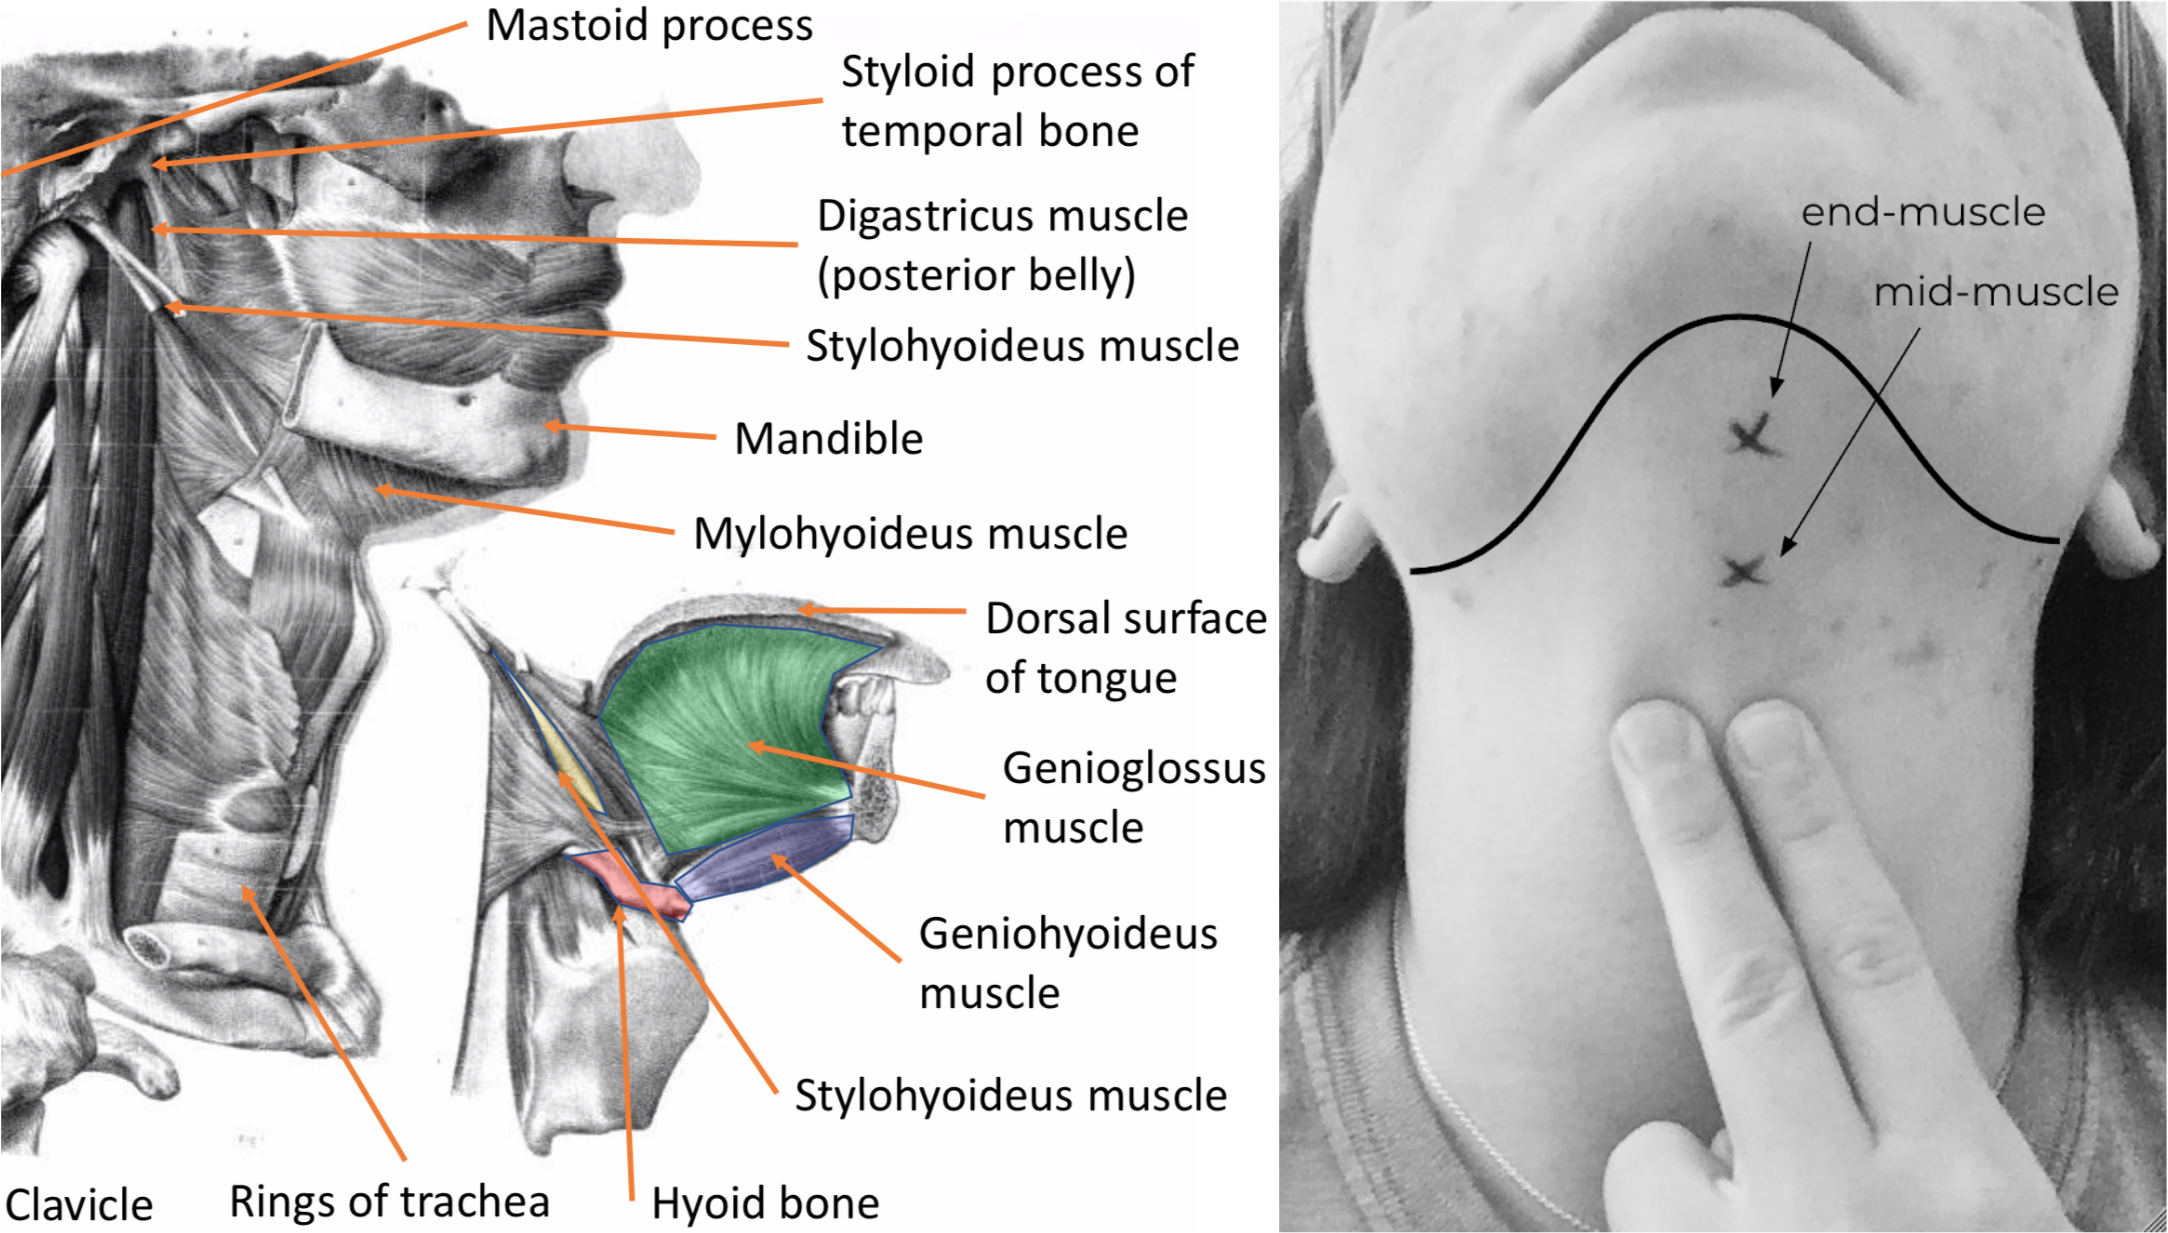 Mastoid process
Styloid process of
temporal bone
Digastricus muscle
(posterior belly)
Stylohyoideus muscle
Mandible
Mylohyoideus muscle
Dorsal surface
of tongue
Genioglossus
muscle
Geniohyoideus
muscle
Stylohyoideus muscle
Hyoid bone
Rings of trachea
Clavicle
end-muscle
mid-muscle